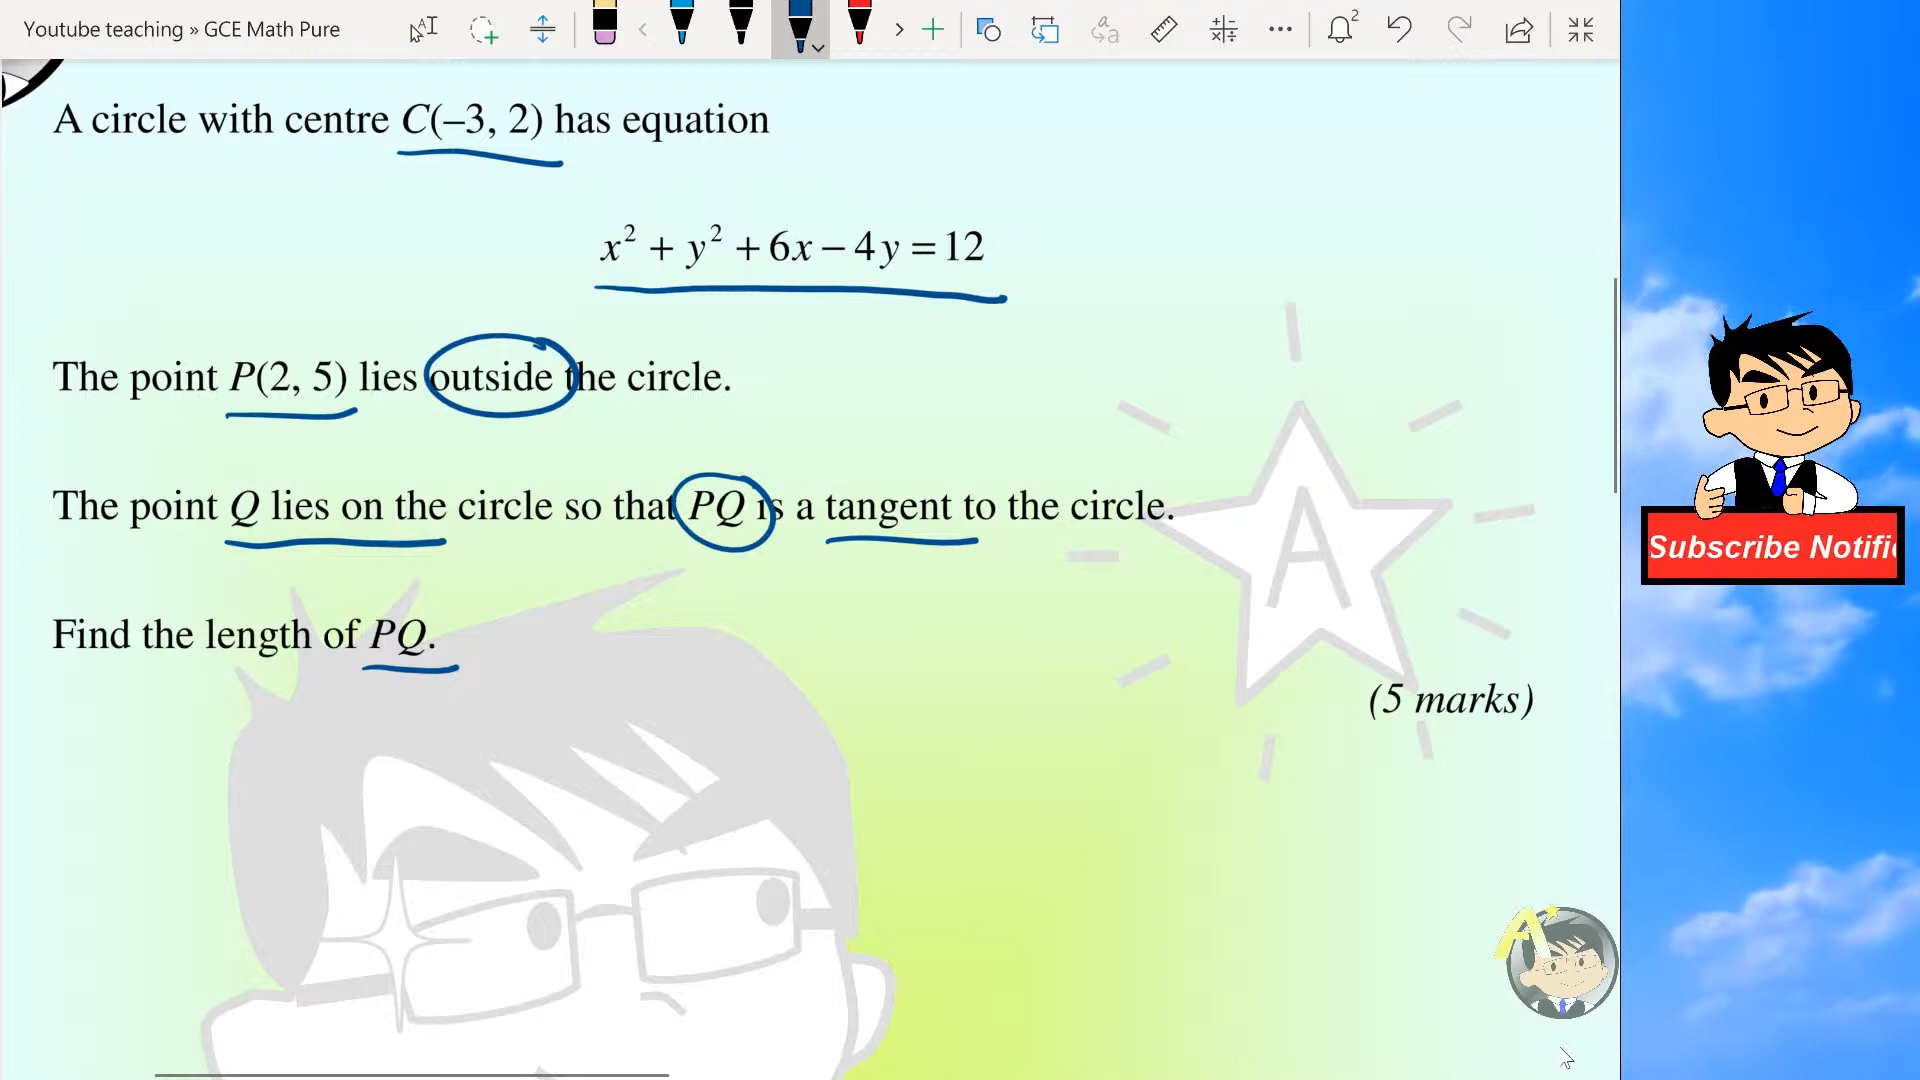 Youtube teaching » GCE Math Pure
A circle with centre C(–3, 2) has equation
x² + y² + 6x − 4y = 12
The point P(2, 5) lies outside the circle.
The point Q lies on the circle so that PQ is a tangent to the circle.
Find the length of PQ.
(5 marks)
A
Subscribe Notifi
A